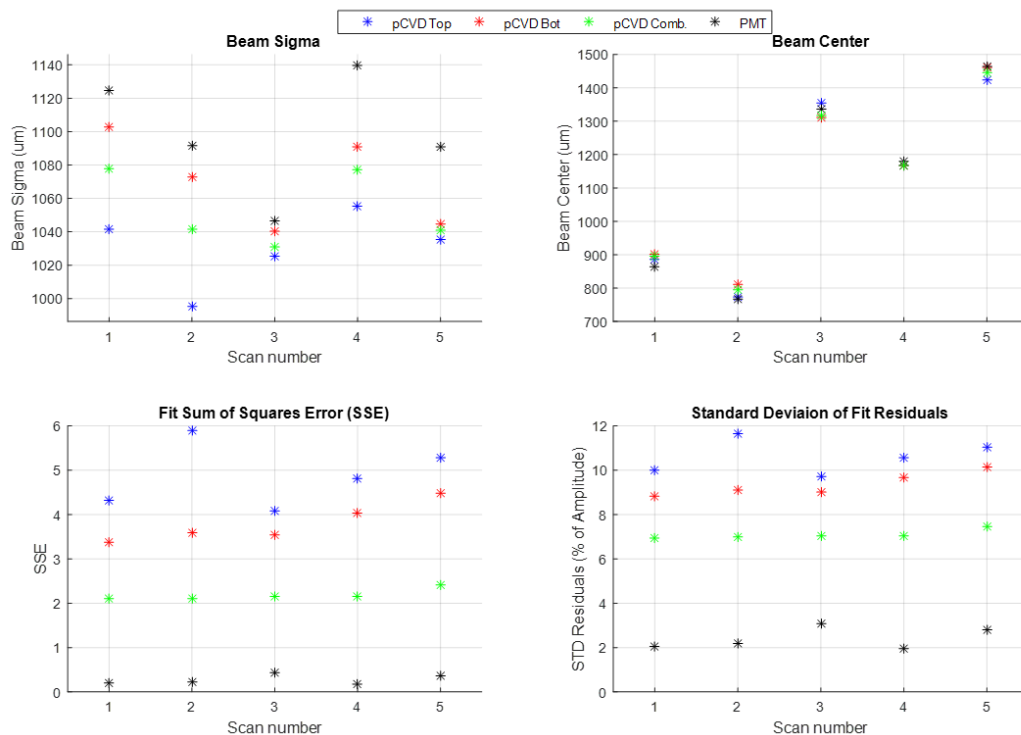 pCVD Top pCVD Bot pCVD Comb. PMT
Beam Sigma
Beam Sigma (um)
1140
1120
1100
1080
1060
1040
1020
1000
1 2 3 4 5
Scan number
Beam Center
Beam Center (um)
1500
1400
1300
1200
1100
1000
900
800
700
1 2 3 4 5
Scan number
Fit Sum of Squares Error (SSE)
SSE
6
5
4
3
2
1
0
1 2 3 4 5
Scan number
Standard Deviaion of Fit Residuals
STD Residuals (% of Amplitude)
12
10
8
6
4
2
0
1 2 3 4 5
Scan number